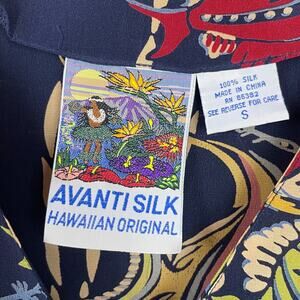 AVANTI SILK
HAWAIIAN ORIGINAL
100% SILK
MADE IN CHINA
RN 86382
SEE REVERSE FOR CARE
S